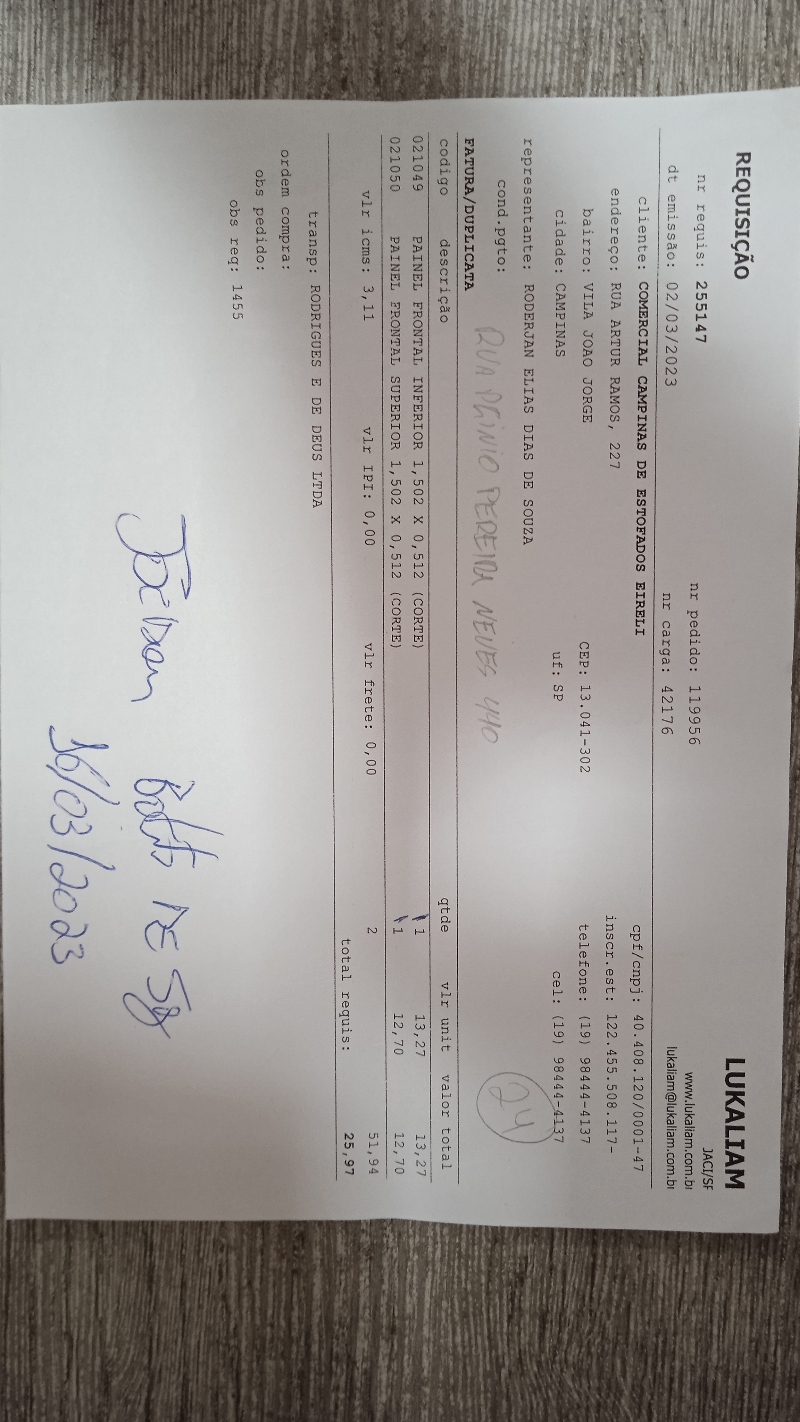 REQUISIÇÃO
LUKALIAM
JACI/SP
nr requis: 255147
nr pedido: 119956
www.lukaliam.com.br
dt emissão: 02/03/2023
nr carga: 42176
lukaliam@lukaliam.com.br
cliente: COMERCIAL CAMPINAS DE ESTOFADOS EIRELI
cpf/cnpj: 40.408.120/0001-47
endereço: RUA ARTUR RAMOS, 227
inscr.est: 122.455.508.117-
bairro: VILA JOAO JORGE
CEP: 13.041-302
telefone: (19) 98444-4137
cidade: CAMPINAS
uf: SP
cel: (19) 98444-4137
representante: RODERJAN ELIAS DIAS DE SOUZA
cond.pgto:
RUA PLINIO PEREIRA NEVES 440
24
FATURA/DUPLICATA
codigo descrição qtde vlr unit valor total
021049 PAINEL FRONTAL INFERIOR 1,502 X 0,512 (CORTE) 1 13,27 13,27
021050 PAINEL FRONTAL SUPERIOR 1,502 X 0,512 (CORTE) 1 12,70 12,70
vlr icms: 3,11 vlr IPI: 0,00 vlr frete: 0,00 2 51,94
total requis: 25,97
transp: RODRIGUES E DE DEUS LTDA
ordem compra:
obs pedido:
obs req: 1455
16/03/2023